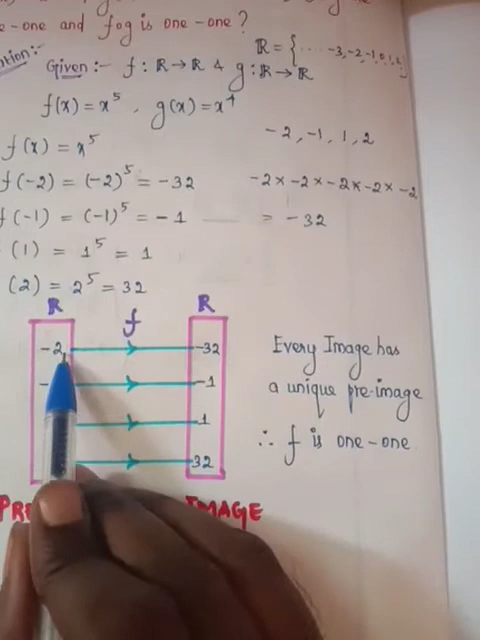 e-one and fog is one-one?
Given:- f : R→R & g : R→R
R = {.....-3,-2,-1,0,1,2
f(x) = x⁵ , g(x) = x⁴
-2, -1, 1, 2
f(x) = x⁵
f(-2) = (-2)⁵ = -32
-2 x -2 x -2 x -2 x -2
f(-1) = (-1)⁵ = -1
= -32
(1) = 1⁵ = 1
(2) = 2⁵ = 32
R f R
-2 -32
-1
1
32
Every Image has
a unique pre-image
∴ f is one-one
PRE IMAGE